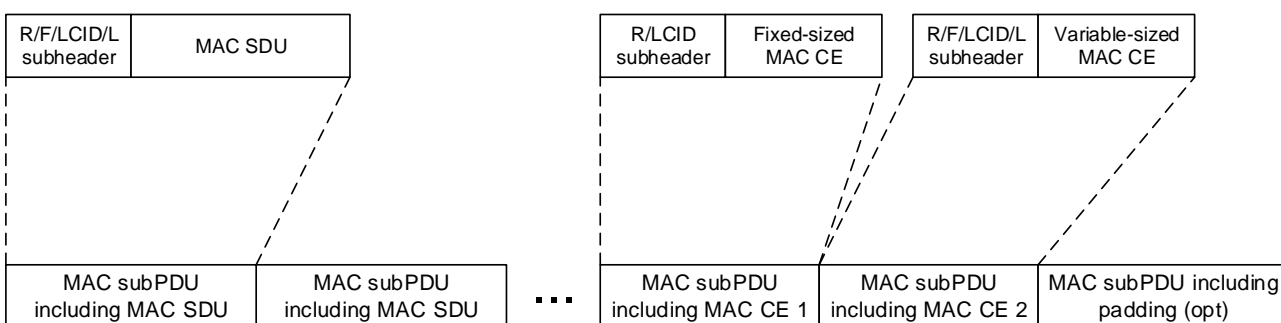 R/F/LCID/L
subheader
MAC SDU
R/LCID
subheader
Fixed-sized
MAC CE
R/F/LCID/L
subheader
Variable-sized
MAC CE
MAC subPDU
including MAC SDU
MAC subPDU
including MAC SDU
...
MAC subPDU
including MAC CE 1
MAC subPDU
including MAC CE 2
MAC subPDU including
padding (opt)